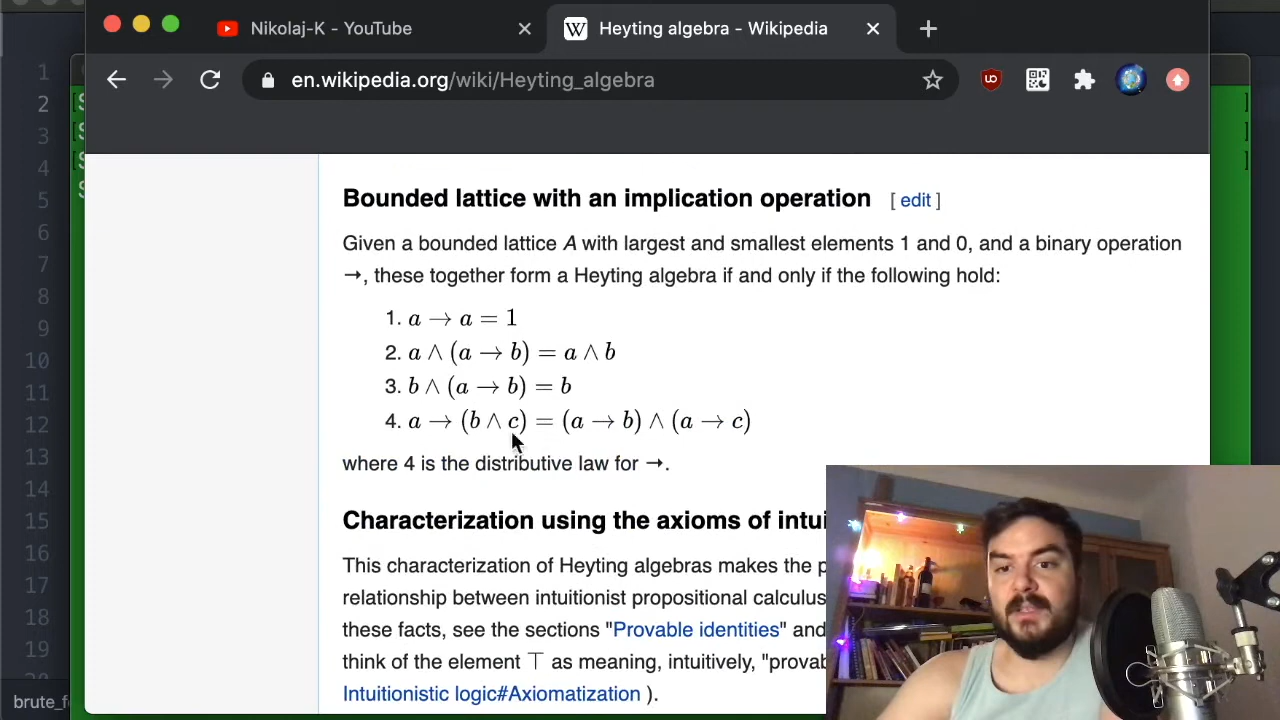 Nikolaj-K - YouTube
W Heyting algebra - Wikipedia
en.wikipedia.org/wiki/Heyting_algebra
UO
1
2
3
4
5
6
7
8
9
10
11
12
13
14
15
16
17
18
19
[S
[S
[S
S
]
]
]
Bounded lattice with an implication operation [ edit ]
Given a bounded lattice A with largest and smallest elements 1 and 0, and a binary operation
→, these together form a Heyting algebra if and only if the following hold:
1. a → a = 1
2. a ∧ (a → b) = a ∧ b
3. b ∧ (a → b) = b
4. a → (b ∧ c) = (a → b) ∧ (a → c)
where 4 is the distributive law for →.
Characterization using the axioms of intui
This characterization of Heyting algebras makes the p
relationship between intuitionist propositional calculus
these facts, see the sections "Provable identities" and
think of the element ⊤ as meaning, intuitively, "provab
Intuitionistic logic#Axiomatization ).
brute_f